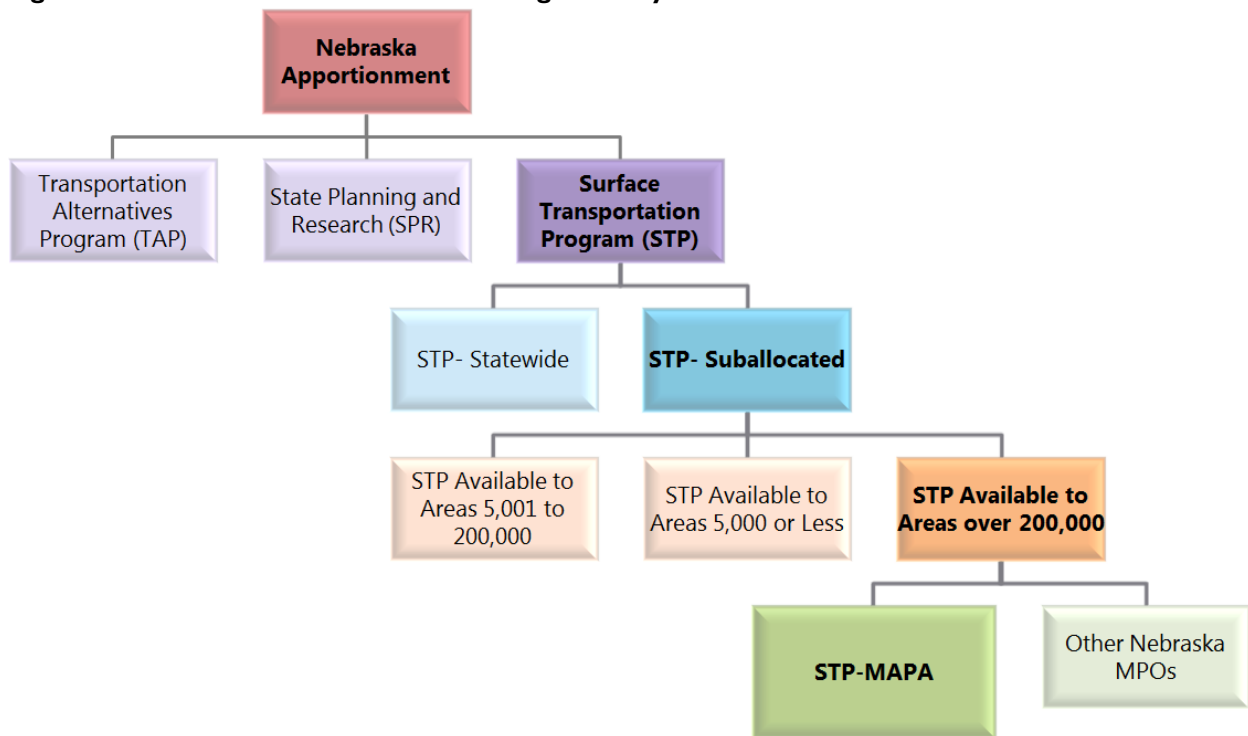 Nebraska
Apportionment
Transportation
Alternatives
Program (TAP)
State Planning and
Research (SPR)
Surface
Transportation
Program (STP)
STP- Statewide
STP- Suballocated
STP Available to
Areas 5,001 to
200,000
STP Available to
Areas 5,000 or Less
STP Available to
Areas over 200,000
STP-MAPA
Other Nebraska
MPOs